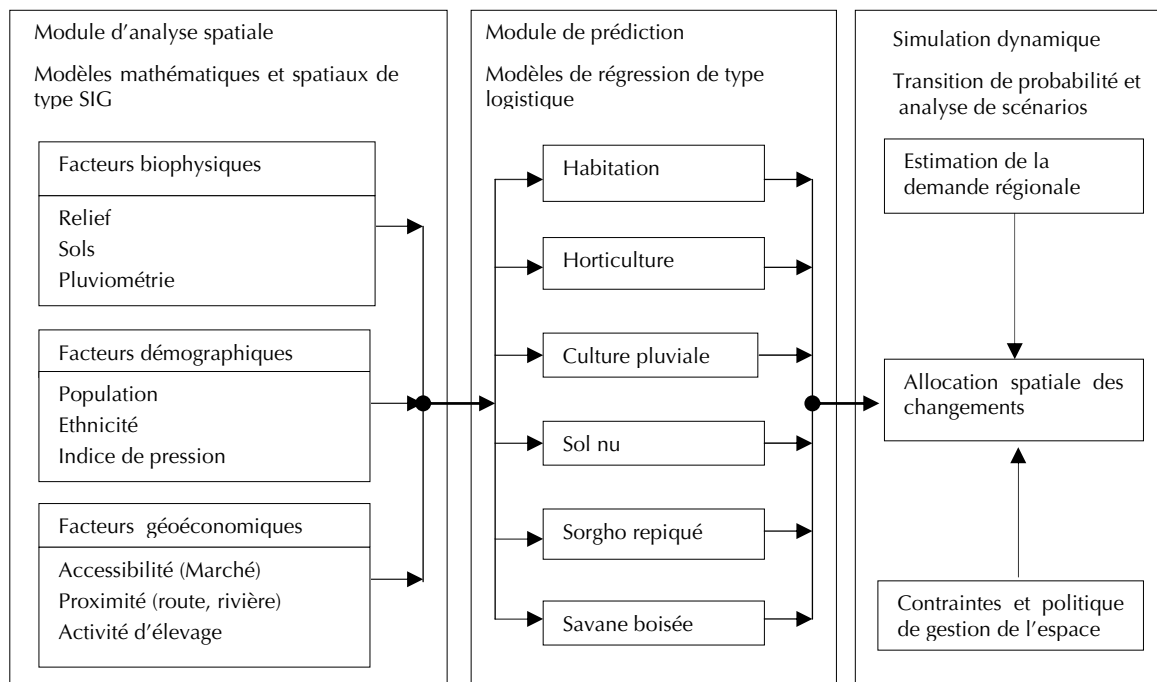 Module d'analyse spatiale
Modèles mathématiques et spatiaux de
type SIG
Facteurs biophysiques
Relief
Sols
Pluviométrie
Facteurs démographiques
Population
Ethnicité
Indice de pression
Facteurs géoéconomiques
Accessibilité (Marché)
Proximité (route, rivière)
Activité d'élevage
Module de prédiction
Modèles de régression de type
logistique
Habitation
Horticulture
Culture pluviale
Sol nu
Sorgho repiqué
Savane boisée
Simulation dynamique
Transition de probabilité et
analyse de scénarios
Estimation de la
demande régionale
Allocation spatiale des
changements
Contraintes et politique
de gestion de l'espace